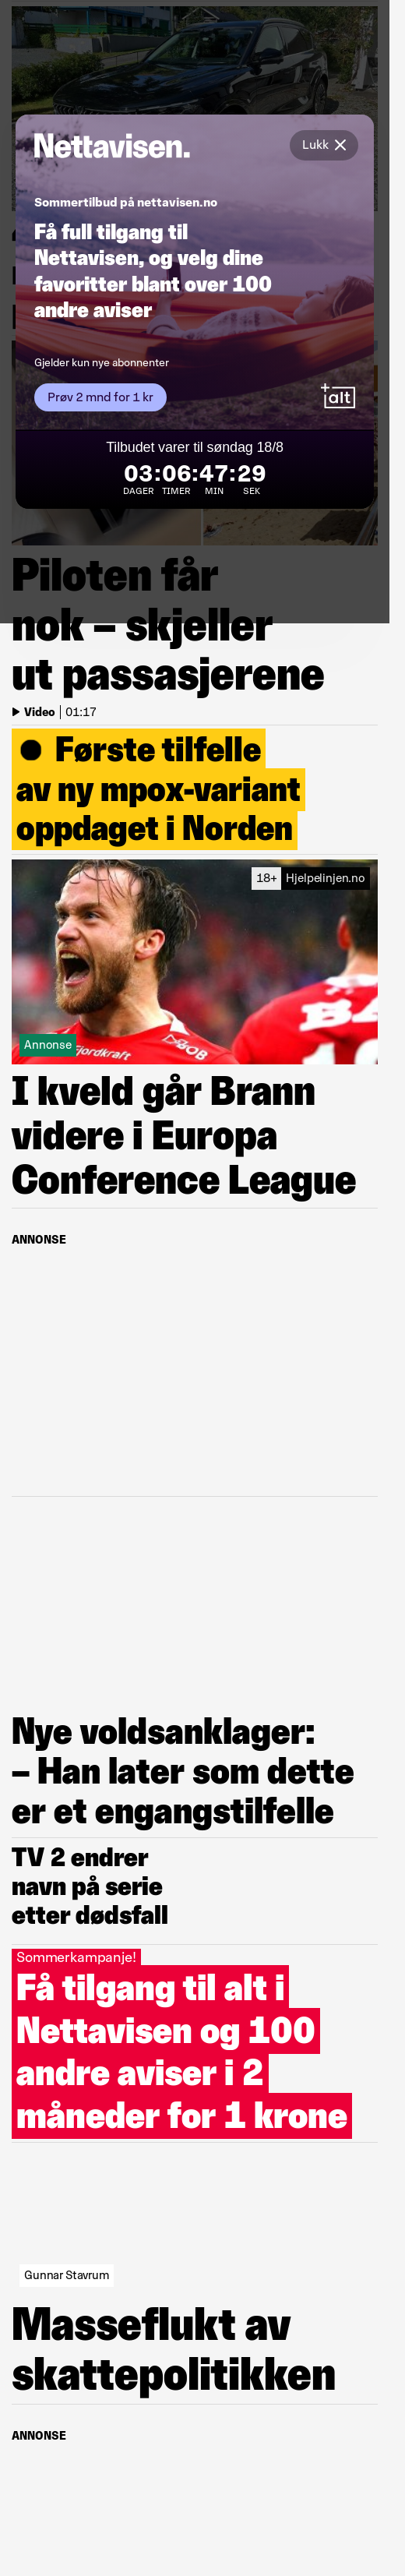 Nettavisen.
Lukk
Sommertilbud på nettavisen.no
Få full tilgang til
Nettavisen, og velg dine
favoritter blant over 100
andre aviser
Gjelder kun nye abonnenter
Prøv 2 mnd for 1 kr
+alt
Tilbudet varer til søndag 18/8
03:06:47:29
DAGER TIMER MIN SEK
Piloten får
nok – skjeller
ut passasjerene
Video 01:17
Første tilfelle
av ny mpox-variant
oppdaget i Norden
18+ Hjelpelinjen.no
Fjordkraft
BOB
Annonse
I kveld går Brann
videre i Europa
Conference League
ANNONSE
Nye voldsanklager:
– Han later som dette
er et engangstilfelle
TV 2 endrer
navn på serie
etter dødsfall
Sommerkampanje!
Få tilgang til alt i
Nettavisen og 100
andre aviser i 2
måneder for 1 krone
Gunnar Stavrum
Masseflukt av
skattepolitikken
ANNONSE